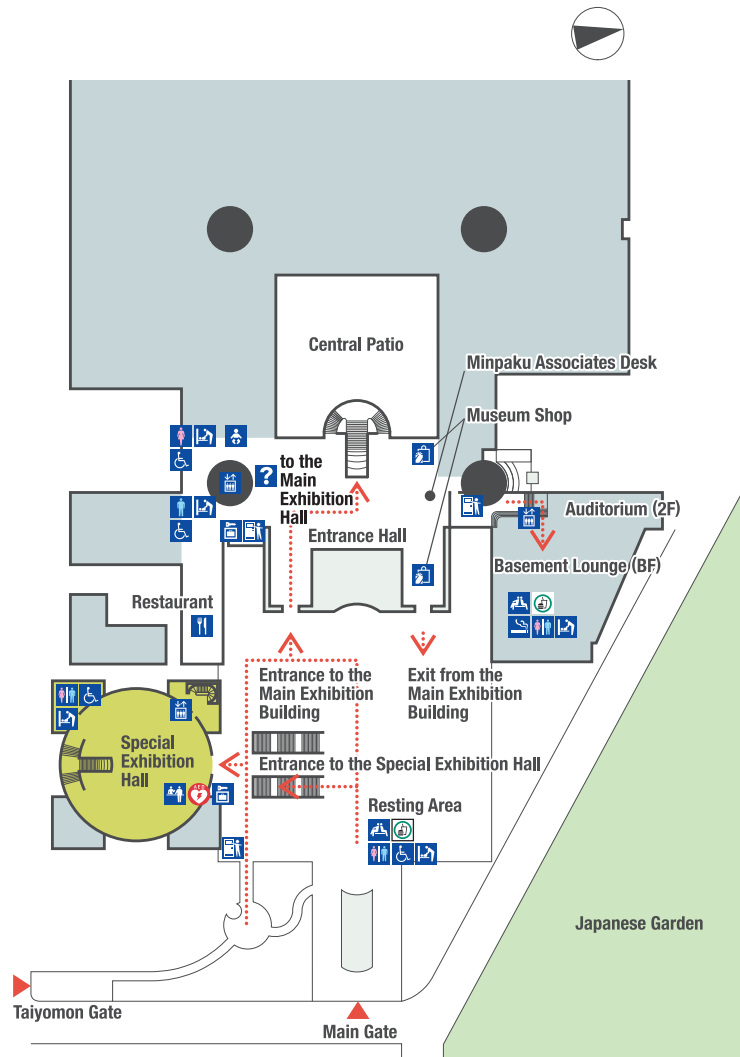 Central Patio
Minpaku Associates Desk
Museum Shop
?
to the
Main
Exhibition
Hall
Auditorium (2F)
Entrance Hall
Basement Lounge (BF)
Restaurant
Entrance to the
Main Exhibition
Building
Exit from the
Main Exhibition
Building
Special
Exhibition
Hall
Entrance to the Special Exhibition Hall
AED
Resting Area
Japanese Garden
Taiyomon Gate
Main Gate